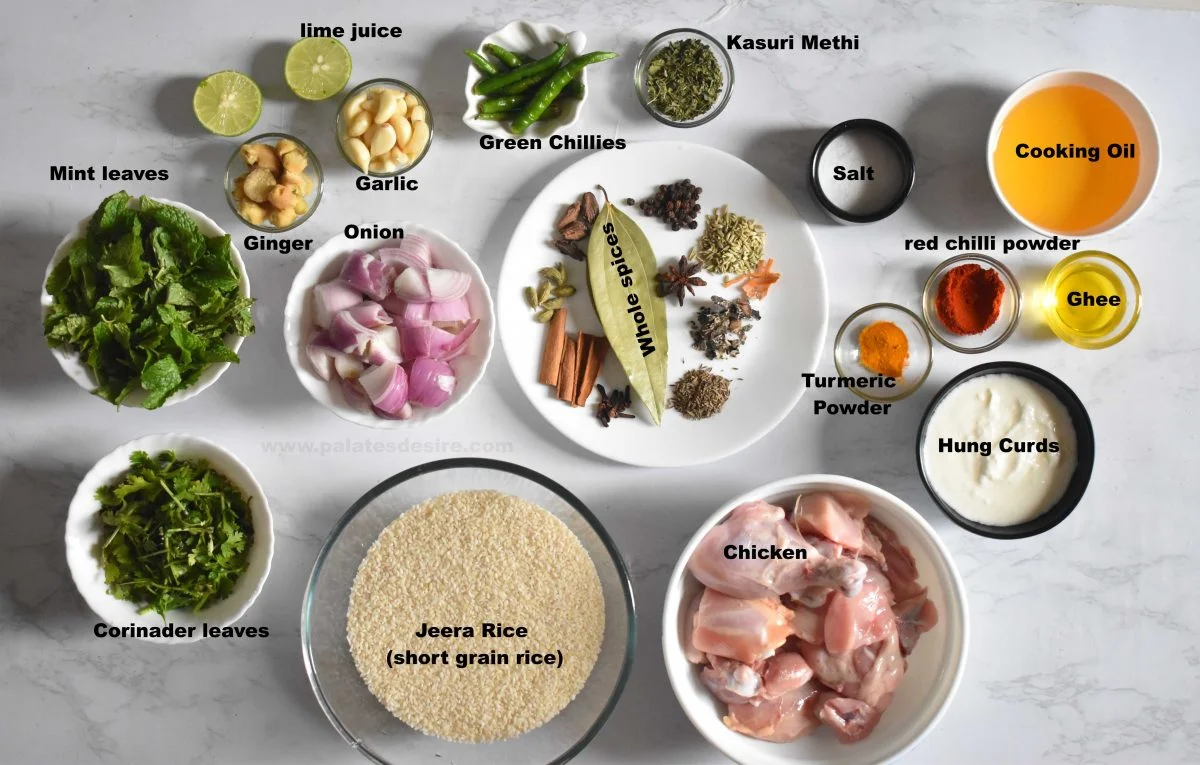 lime juice
Kasuri Methi
Green Chillies
Cooking Oil
Mint leaves
Salt
Garlic
Onion
Ginger
red chilli powder
Whole spices
Ghee
Turmeric
Powder
www.palatesdesire.com
Hung Curds
Chicken
Corinader leaves
Jeera Rice
(short grain rice)